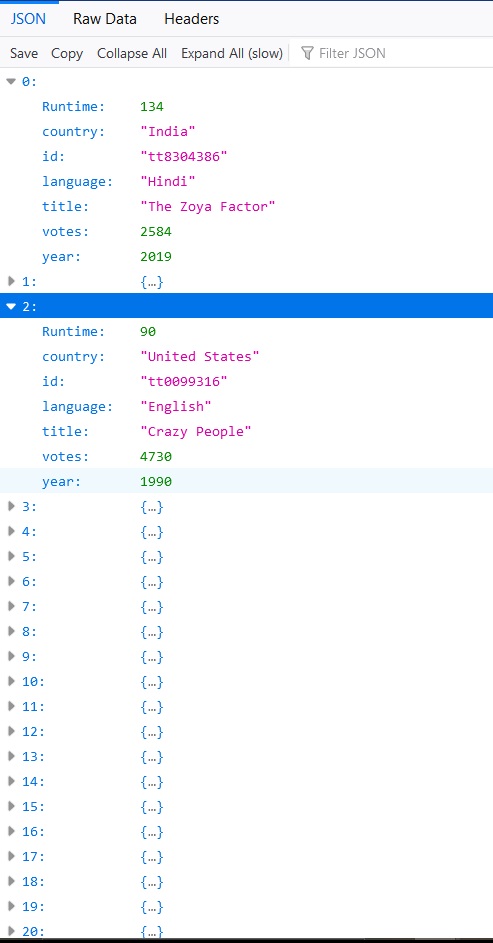 JSON Raw Data Headers
Save Copy Collapse All Expand All (slow) Filter JSON
0:
Runtime: 134
country: "India"
id: "tt8304386"
language: "Hindi"
title: "The Zoya Factor"
votes: 2584
year: 2019
1: {…}
2:
Runtime: 90
country: "United States"
id: "tt0099316"
language: "English"
title: "Crazy People"
votes: 4730
year: 1990
3: {…}
4: {…}
5: {…}
6: {…}
7: {…}
8: {…}
9: {…}
10: {…}
11: {…}
12: {…}
13: {…}
14: {…}
15: {…}
16: {…}
17: {…}
18: {…}
19: {…}
20: {…}